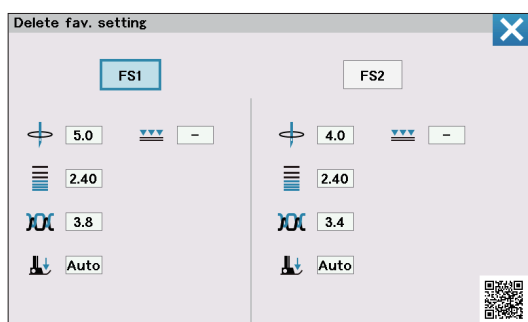 Delete fav. setting
FS1
FS2
5.0
-
4.0
-
2.40
2.40
3.8
3.4
Auto
Auto